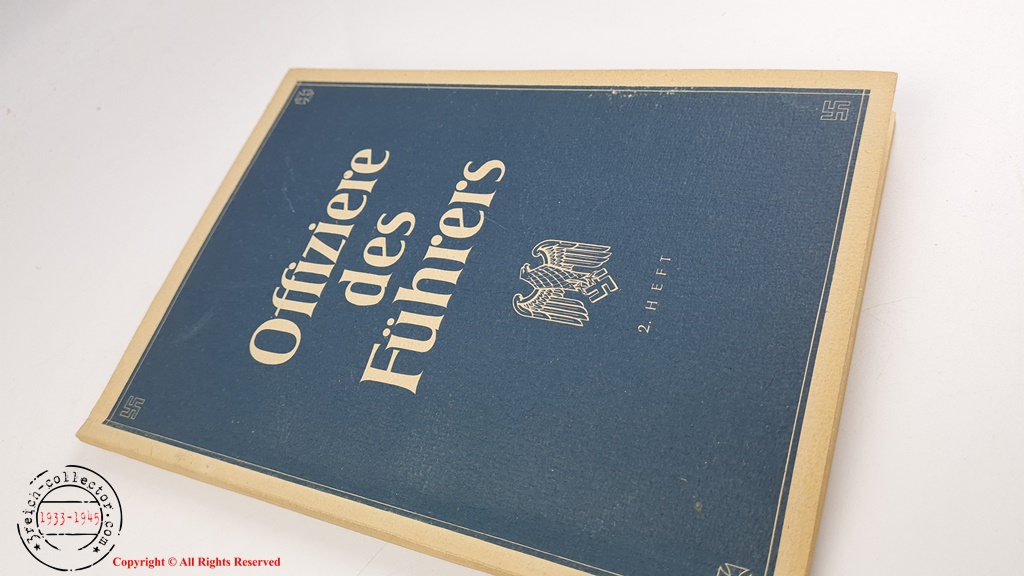 Offiziere
des
Führers
2. HEFT
3reich-collector.com
1933-1945
Copyright © All Rights Reserved